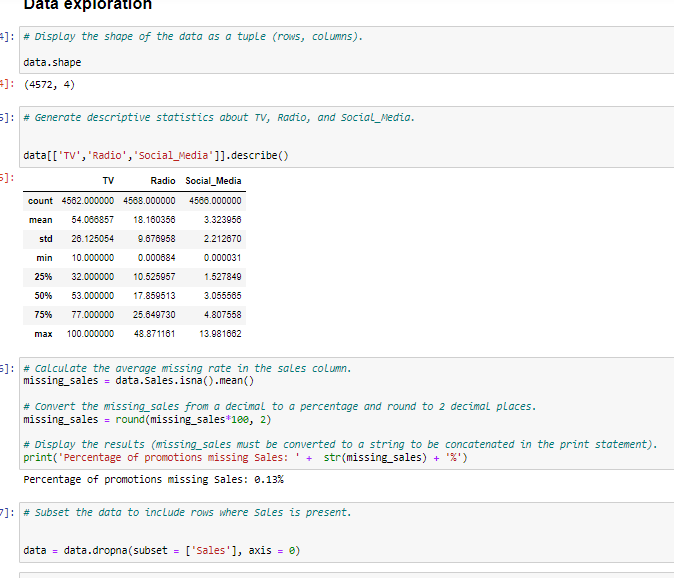 Data exploration
4]: # Display the shape of the data as a tuple (rows, columns).
data.shape
4]: (4572, 4)
5]: # Generate descriptive statistics about TV, Radio, and Social_Media.
data[['TV','Radio','Social_Media']].describe()
5]:
TV Radio Social_Media
count 4562.000000 4568.000000 4566.000000
mean 54.066857 18.160356 3.323956
std 26.125054 9.676958 2.212670
min 10.000000 0.000684 0.000031
25% 32.000000 10.525957 1.527849
50% 53.000000 17.859513 3.055565
75% 77.000000 25.649730 4.807558
max 100.000000 48.871161 13.981662
6]: # Calculate the average missing rate in the sales column.
missing_sales = data.Sales.isna().mean()
# Convert the missing_sales from a decimal to a percentage and round to 2 decimal places.
missing_sales = round(missing_sales*100, 2)
# Display the results (missing_sales must be converted to a string to be concatenated in the print statement).
print('Percentage of promotions missing Sales: ' +  str(missing_sales) + '%')
Percentage of promotions missing Sales: 0.13%
7]: # Subset the data to include rows where Sales is present.
data = data.dropna(subset = ['Sales'], axis = 0)